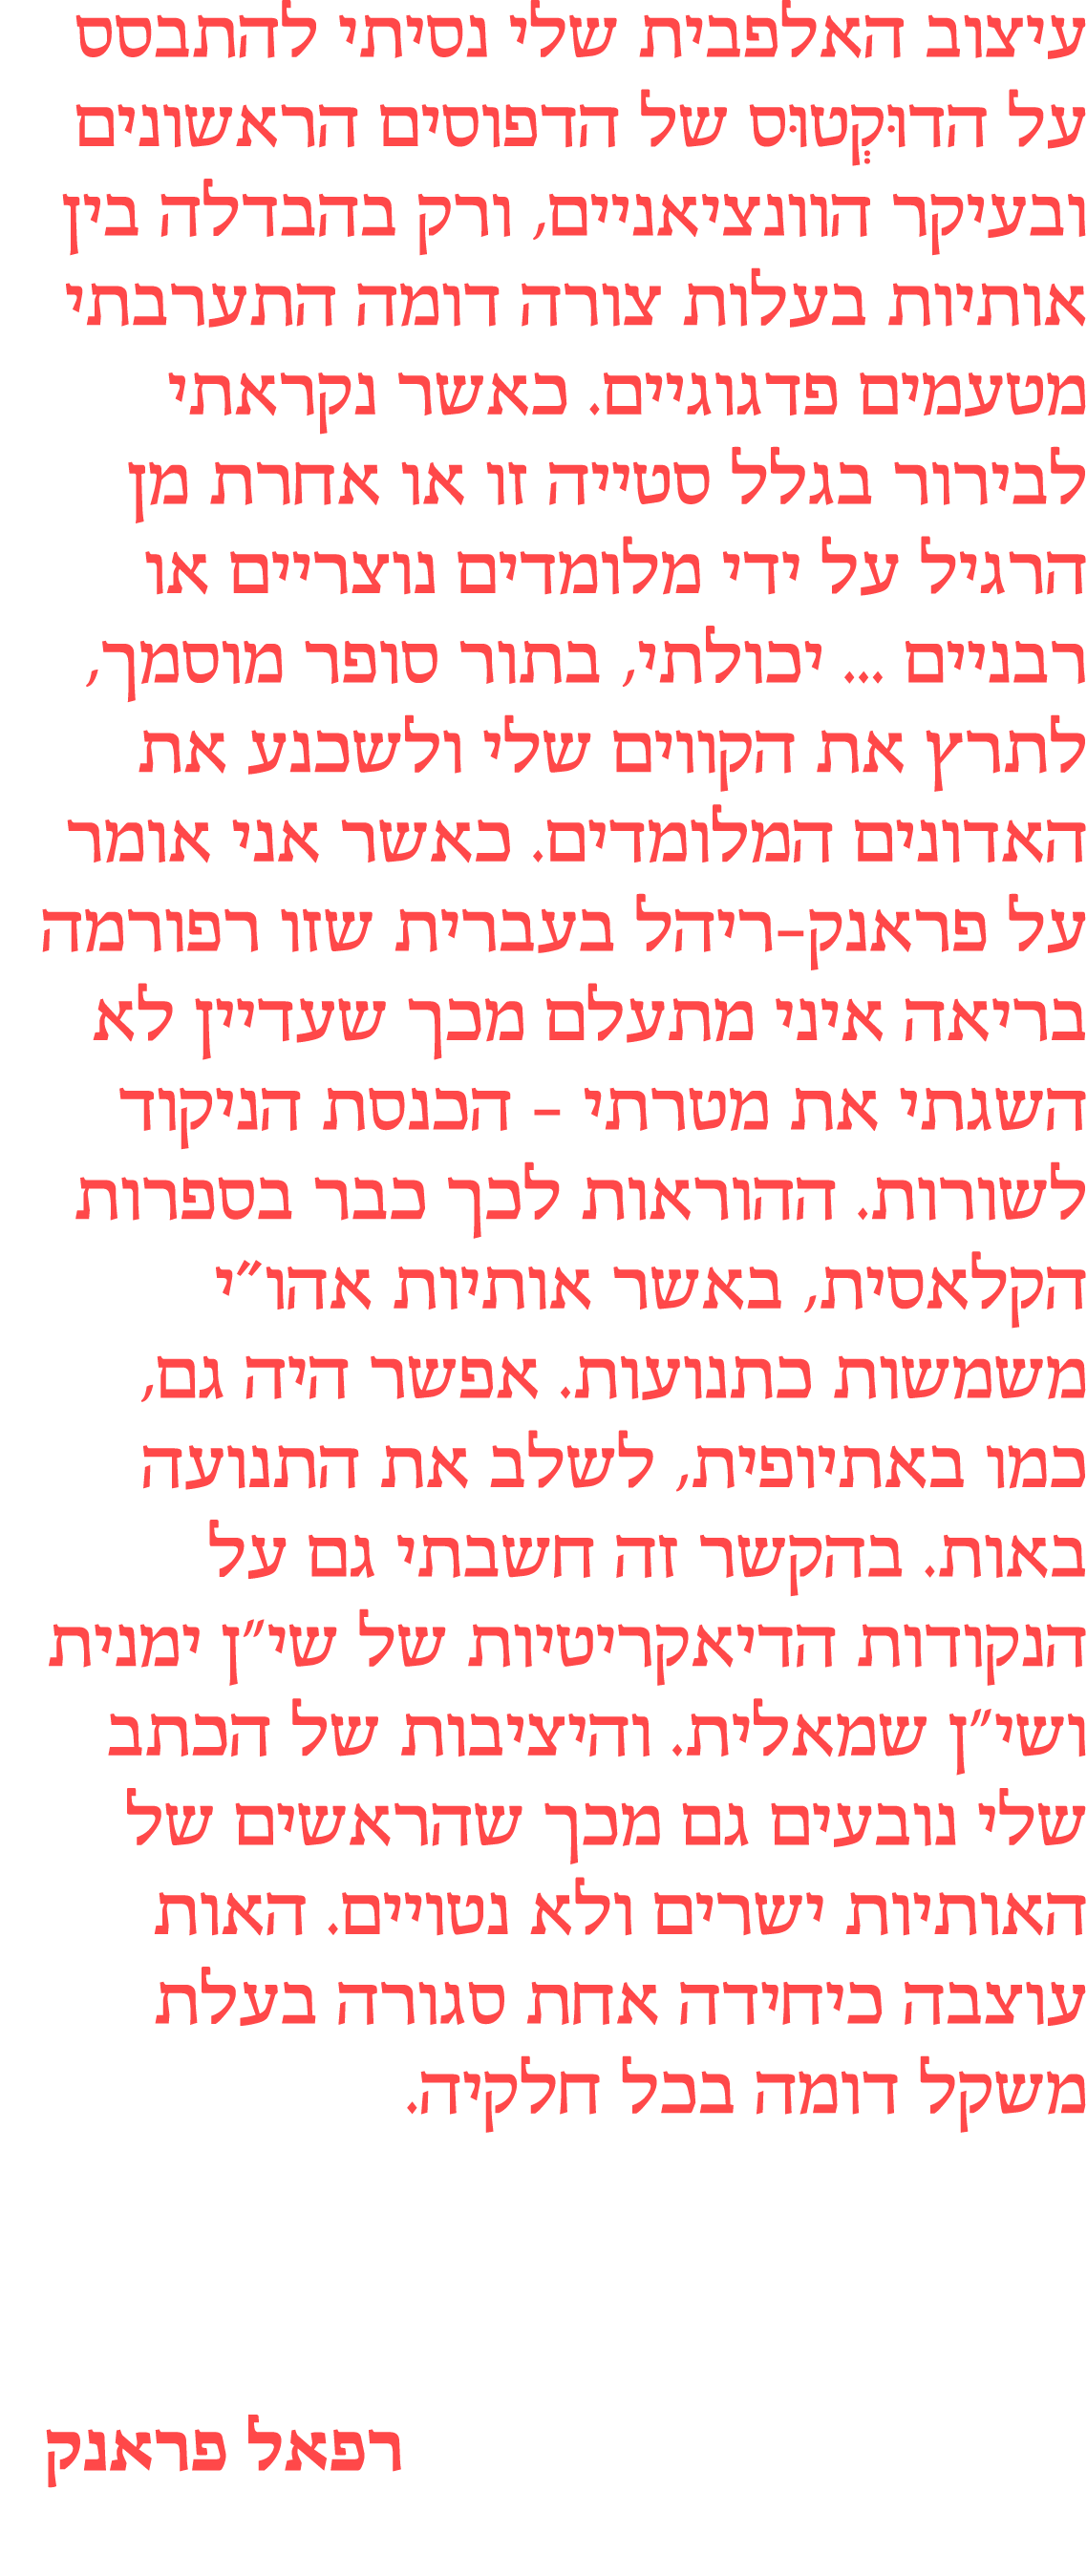 עיצוב האלפבית שלי נסיתי להתבסס
על הדוּקְטוּס של הדפוסים הראשונים
ובעיקר הוונציאניים, ורק בהבדלה בין
אותיות בעלות צורה דומה התערבתי
מטעמים פדגוגיים. כאשר נקראתי
לבירור בגלל סטייה זו או אחרת מן
הרגיל על ידי מלומדים נוצריים או
רבניים ... יכולתי, בתור סופר מוסמך,
לתרץ את הקווים שלי ולשכנע את
האדונים המלומדים. כאשר אני אומר
על פראנק-ריהל בעברית שזו רפורמה
בריאה איני מתעלם מכך שעדיין לא
השגתי את מטרתי – הכנסת הניקוד
לשורות. ההוראות לכך כבר בספרות
הקלאסית, באשר אותיות אהו״י
משמשות כתנועות. אפשר היה גם,
כמו באתיופית, לשלב את התנועה
באות. בהקשר זה חשבתי גם על
הנקודות הדיאקריטיות של שי״ן ימנית
ושי״ן שמאלית. והיציבות של הכתב
שלי נובעים גם מכך שהראשים של
האותיות ישרים ולא נטויים. האות
עוצבה כיחידה אחת סגורה בעלת
משקל דומה בכל חלקיה.
רפאל פראנק